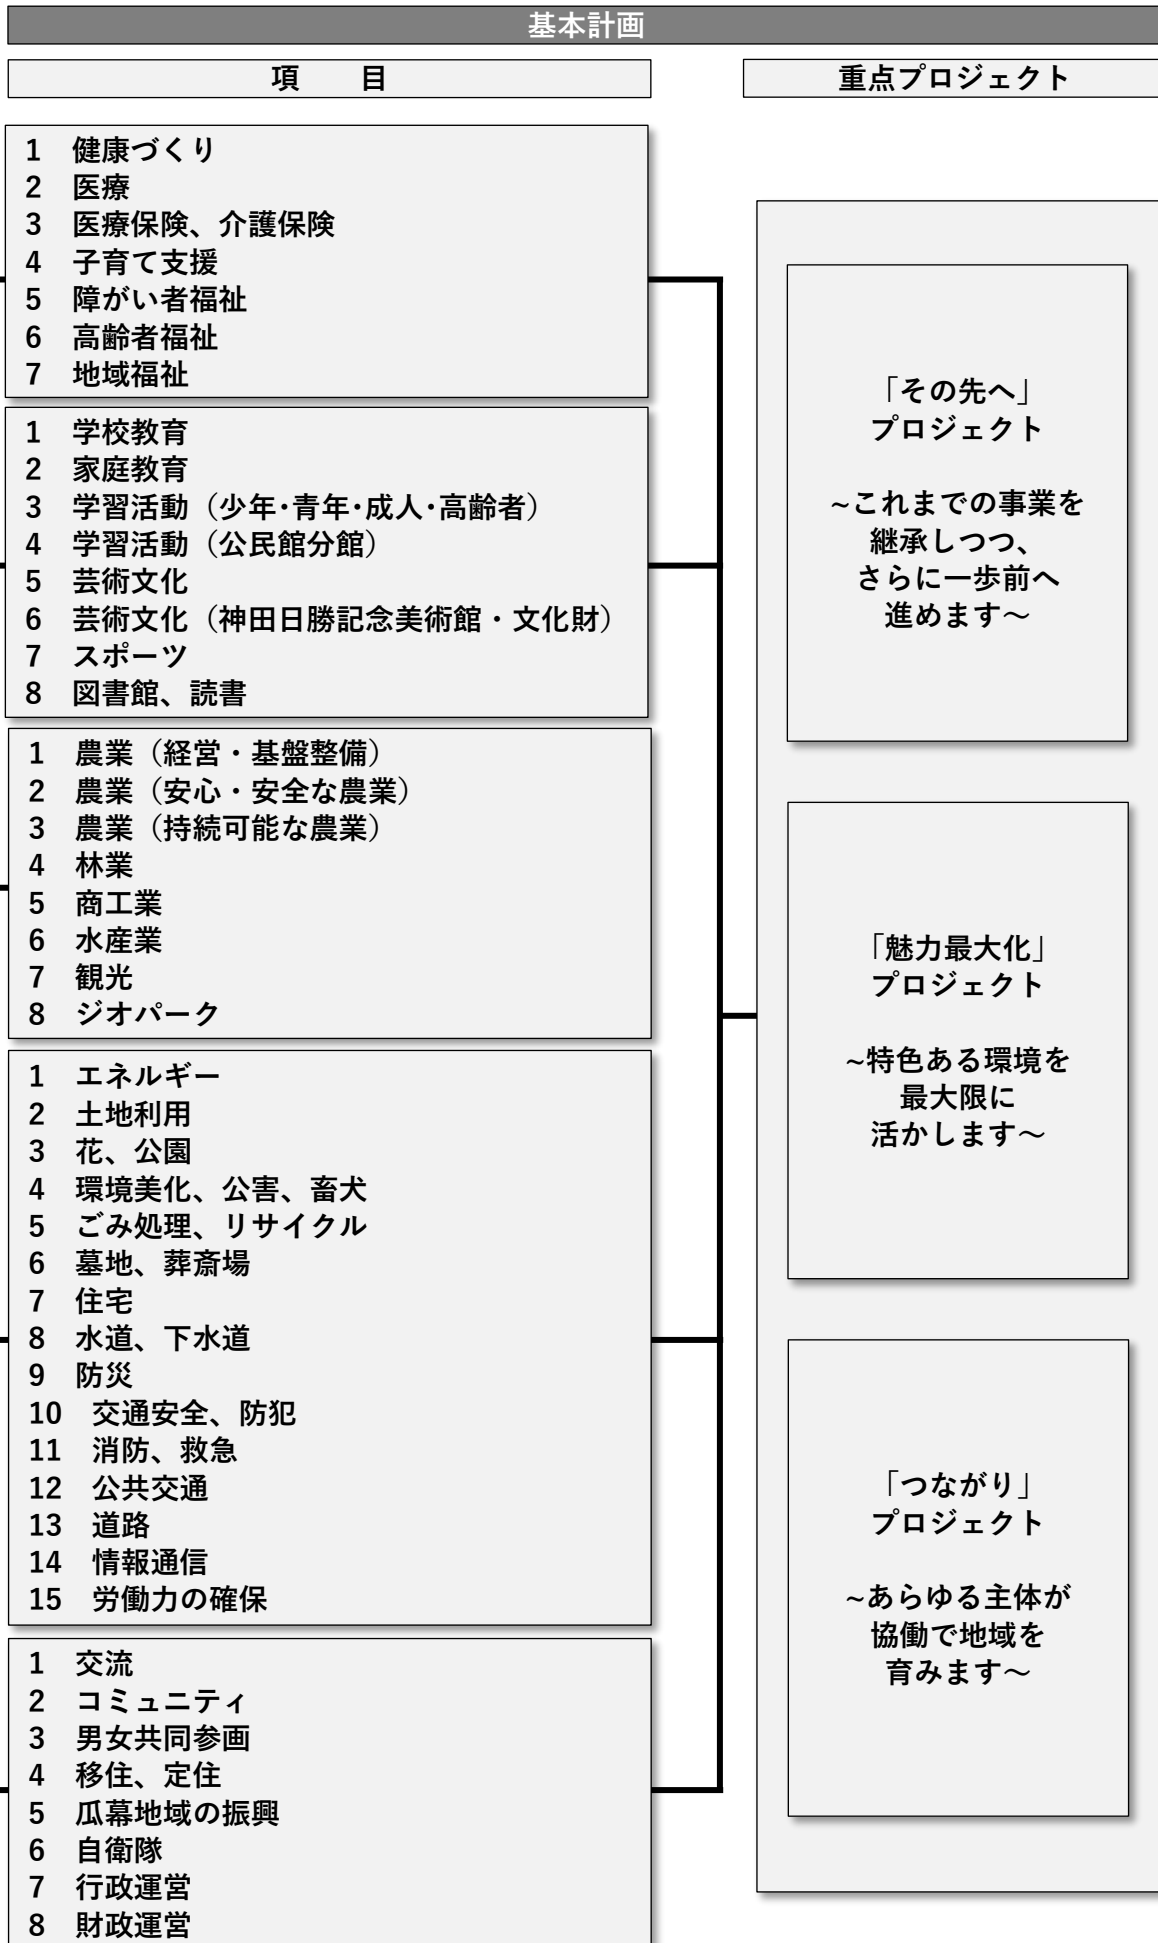 基本計画
項　　目
重点プロジェクト
1　健康づくり
2　医療
3　医療保険、介護保険
4　子育て支援
5　障がい者福祉
6　高齢者福祉
7　地域福祉
1　学校教育
2　家庭教育
3　学習活動（少年･青年･成人･高齢者）
4　学習活動（公民館分館）
5　芸術文化
6　芸術文化（神田日勝記念美術館・文化財）
7　スポーツ
8　図書館、読書
1　農業（経営・基盤整備）
2　農業（安心・安全な農業）
3　農業（持続可能な農業）
4　林業
5　商工業
6　水産業
7　観光
8　ジオパーク
1　エネルギー
2　土地利用
3　花、公園
4　環境美化、公害、畜犬
5　ごみ処理、リサイクル
6　墓地、葬斎場
7　住宅
8　水道、下水道
9　防災
10　交通安全、防犯
11　消防、救急
12　公共交通
13　道路
14　情報通信
15　労働力の確保
1　交流
2　コミュニティ
3　男女共同参画
4　移住、定住
5　瓜幕地域の振興
6　自衛隊
7　行政運営
8　財政運営
「その先へ」
プロジェクト
~これまでの事業を
継承しつつ、
さらに一歩前へ
進めます～
「魅力最大化」
プロジェクト
~特色ある環境を
最大限に
活かします～
「つながり」
プロジェクト
~あらゆる主体が
協働で地域を
育みます～